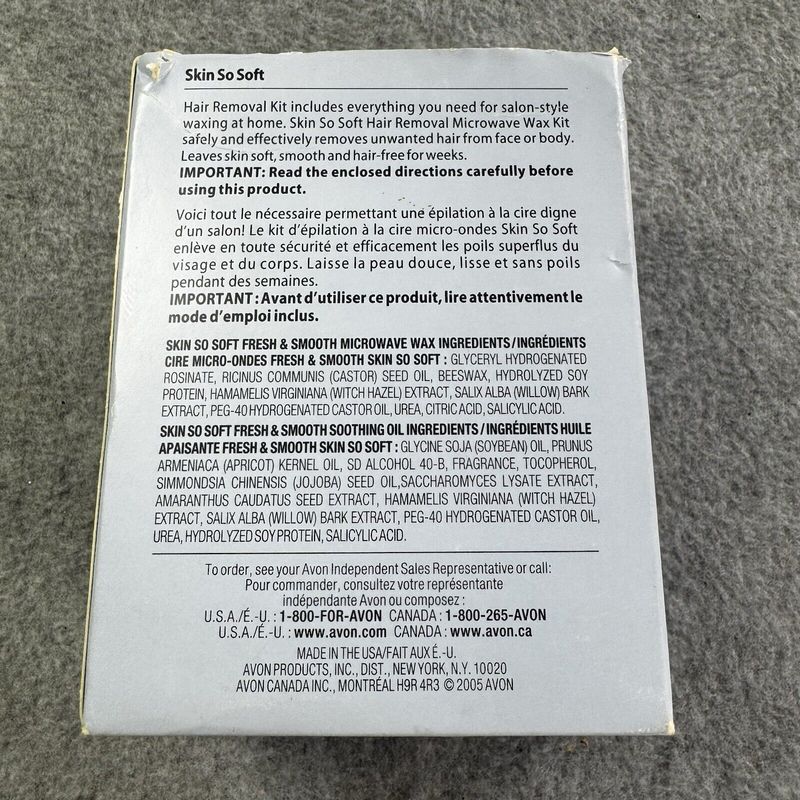 Skin So Soft
Hair Removal Kit includes everything you need for salon-style
waxing at home. Skin So Soft Hair Removal Microwave Wax Kit
safely and effectively removes unwanted hair from face or body.
Leaves skin soft, smooth and hair-free for weeks.
IMPORTANT: Read the enclosed directions carefully before
using this product.
Voici tout le nécessaire permettant une épilation à la cire digne
d'un salon! Le kit d'épilation à la cire micro-ondes Skin So Soft
enlève en toute sécurité et efficacement les poils superflus du
visage et du corps. Laisse la peau douce, lisse et sans poils
pendant des semaines.
IMPORTANT : Avant d'utiliser ce produit, lire attentivement le
mode d'emploi inclus.
SKIN SO SOFT FRESH & SMOOTH MICROWAVE WAX INGREDIENTS/INGRÉDIENTS
CIRE MICRO-ONDES FRESH & SMOOTH SKIN SO SOFT : GLYCERYL HYDROGENATED
ROSINATE, RICINUS COMMUNIS (CASTOR) SEED OIL, BEESWAX, HYDROLYZED SOY
PROTEIN, HAMAMELIS VIRGINIANA (WITCH HAZEL) EXTRACT, SALIX ALBA (WILLOW) BARK
EXTRACT, PEG-40 HYDROGENATED CASTOR OIL, UREA, CITRIC ACID, SALICYLIC ACID.
SKIN SO SOFT FRESH & SMOOTH SOOTHING OIL INGREDIENTS / INGRÉDIENTS HUILE
APAISANTE FRESH & SMOOTH SKIN SO SOFT : GLYCINE SOJA (SOYBEAN) OIL, PRUNUS
ARMENIACA (APRICOT) KERNEL OIL, SD ALCOHOL 40-B, FRAGRANCE, TOCOPHEROL,
SIMMONDSIA CHINENSIS (JOJOBA) SEED OIL,SACCHAROMYCES LYSATE EXTRACT,
AMARANTHUS CAUDATUS SEED EXTRACT, HAMAMELIS VIRGINIANA (WITCH HAZEL)
EXTRACT, SALIX ALBA (WILLOW) BARK EXTRACT, PEG-40 HYDROGENATED CASTOR OIL,
UREA, HYDROLYZED SOY PROTEIN, SALICYLIC ACID.
To order, see your Avon Independent Sales Representative or call:
Pour commander, consultez votre représentante
indépendante Avon ou composez :
U.S.A./É.-U. : 1-800-FOR-AVON CANADA : 1-800-265-AVON
U.S.A./É.-U. : www.avon.com CANADA : www.avon.ca
MADE IN THE USA/FAIT AUX É.-U.
AVON PRODUCTS, INC., DIST., NEW YORK, N.Y. 10020
AVON CANADA INC., MONTRÉAL H9R 4R3 © 2005 AVON